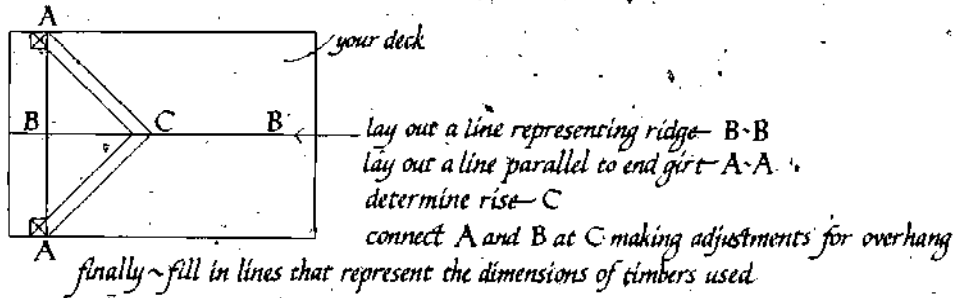 A
your deck
B C B
lay out a line representing ridge- B-B
lay out a line parallel to end girt- A-A
determine rise- C
connect A and B at C making adjustments for overhang
A
finally~fill in lines that represent the dimensions of timbers used